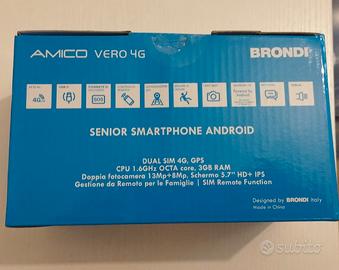 AMICO VERO 4G
BRONDI
4G
SOS
SENIOR SMARTPHONE ANDROID
DUAL SIM 4G, GPS
CPU 1.6GHz OCTA core, 3GB RAM
Doppia fotocamera 13Mp+8Mp, Schermo 5.7" HD+ IPS
Gestione da Remoto per le Famiglie | SIM Remote Function
Designed by BRONDI Italy
Made in China
subito